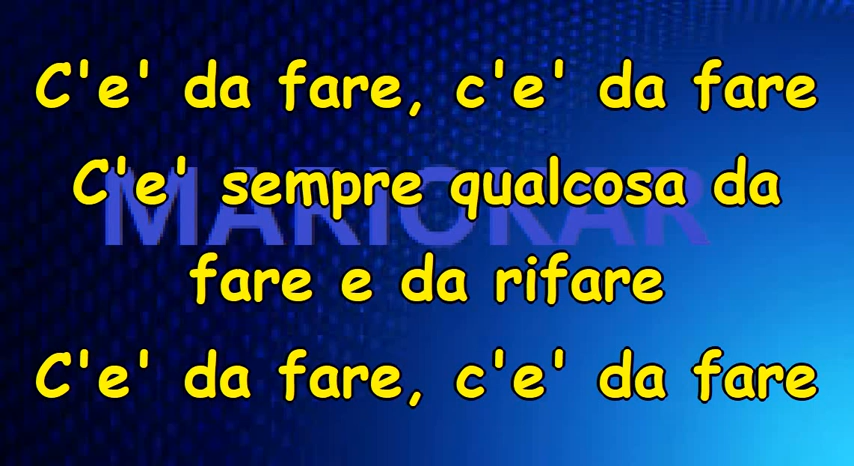 C'e' da fare, c'e' da fare
C'e' sempre qualcosa da
MARIOKAR
fare e da rifare
C'e' da fare, c'e' da fare